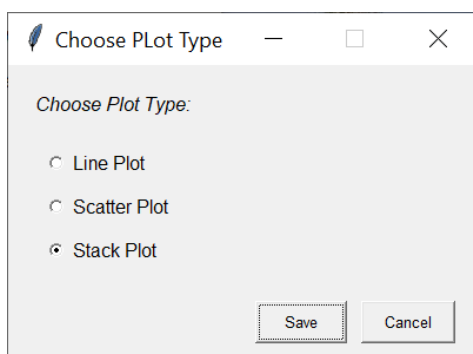 Choose PLot Type
Choose Plot Type:
Line Plot
Scatter Plot
Stack Plot
Save Cancel